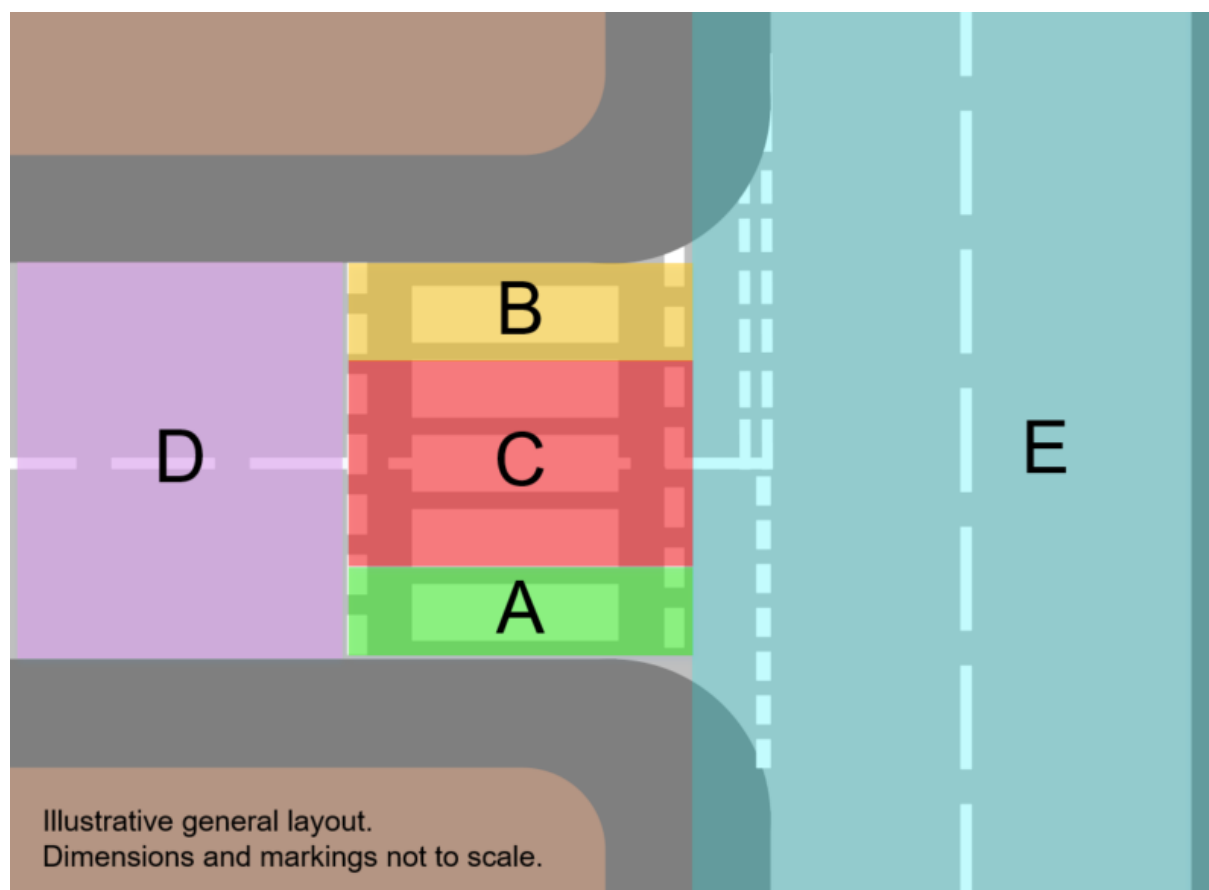 B
D
C
E
A
Illustrative general layout.
Dimensions and markings not to scale.